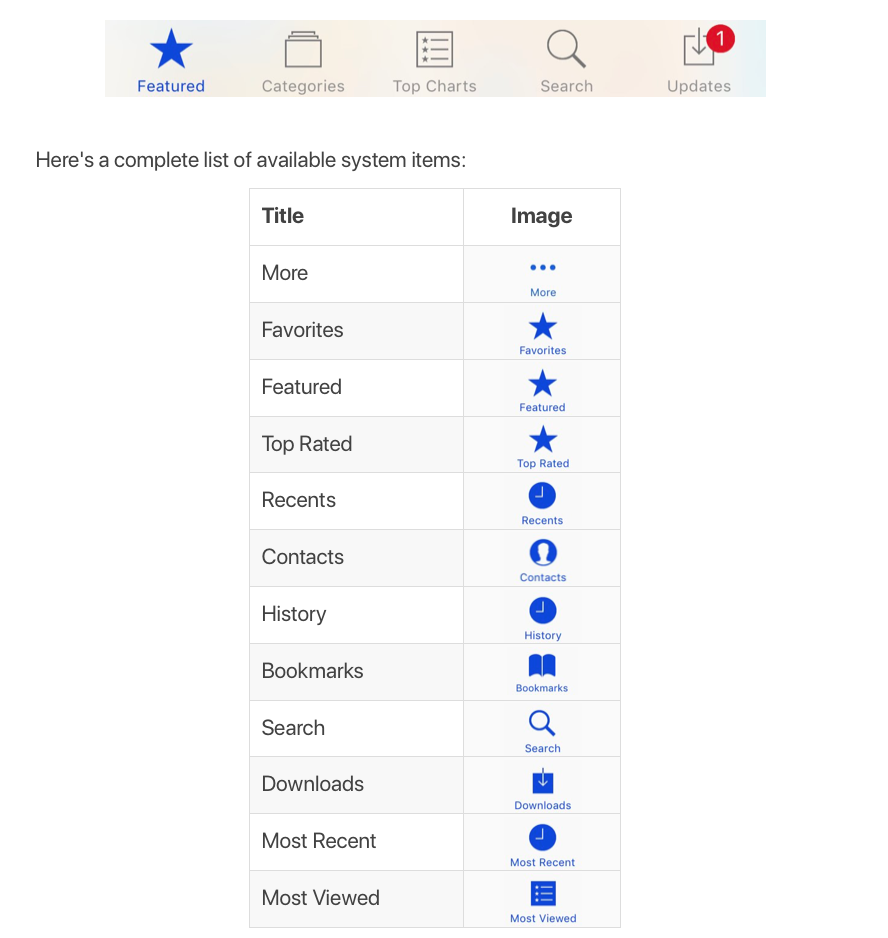 1
Featured Categories Top Charts Search Updates
Here's a complete list of available system items:
Title Image
More
More
Favorites
Favorites
Featured
Featured
Top Rated
Top Rated
Recents
Recents
Contacts
Contacts
History
History
Bookmarks
Bookmarks
Search
Search
Downloads
Downloads
Most Recent
Most Recent
Most Viewed
Most Viewed